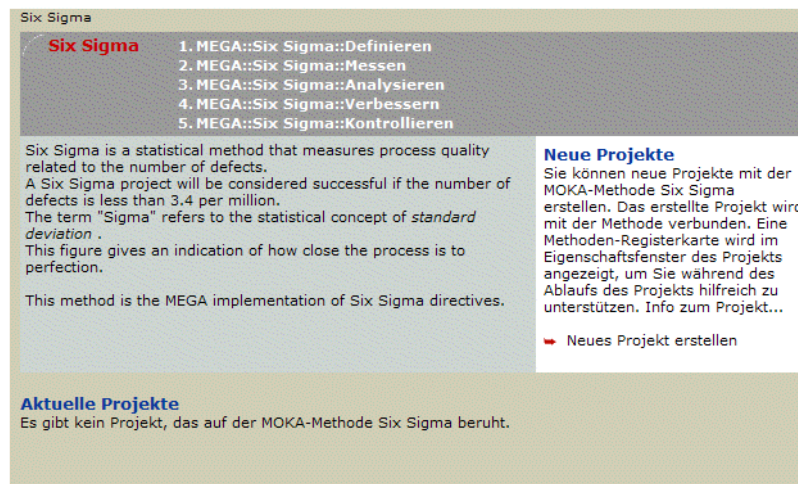 Six Sigma
Six Sigma
1. MEGA::Six Sigma::Definieren
2. MEGA::Six Sigma::Messen
3. MEGA::Six Sigma::Analysieren
4. MEGA::Six Sigma::Verbessern
5. MEGA::Six Sigma::Kontrollieren
Six Sigma is a statistical method that measures process quality
related to the number of defects.
A Six Sigma project will be considered successful if the number of
defects is less than 3.4 per million.
The term "Sigma" refers to the statistical concept of standard
deviation .
This figure gives an indication of how close the process is to
perfection.
This method is the MEGA implementation of Six Sigma directives.
Neue Projekte
Sie können neue Projekte mit der
MOKA-Methode Six Sigma
erstellen. Das erstellte Projekt wird
mit der Methode verbunden. Eine
Methoden-Registerkarte wird im
Eigenschaftsfenster des Projekts
angezeigt, um Sie während des
Ablaufs des Projekts hilfreich zu
unterstützen. Info zum Projekt...
Neues Projekt erstellen
Aktuelle Projekte
Es gibt kein Projekt, das auf der MOKA-Methode Six Sigma beruht.